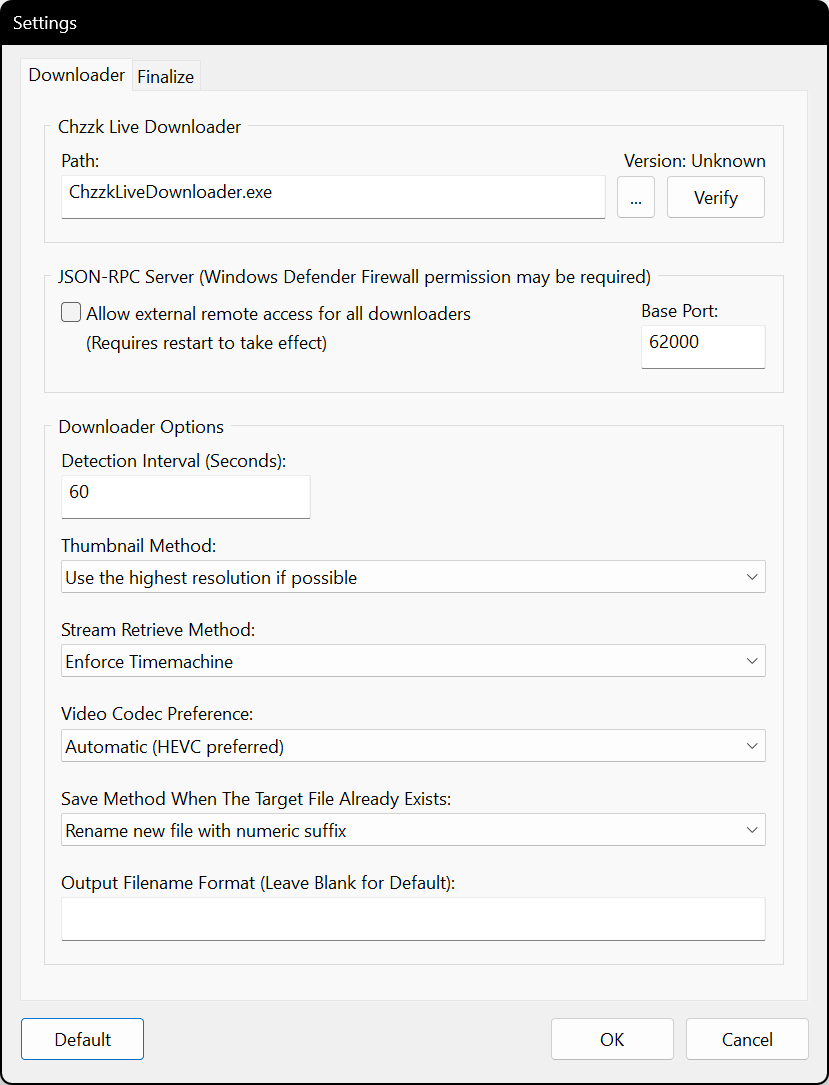 Settings
Downloader
Finalize
Chzzk Live Downloader
Path:
Version: Unknown
ChzzkLiveDownloader.exe
...
Verify
JSON-RPC Server (Windows Defender Firewall permission may be required)
Allow external remote access for all downloaders
(Requires restart to take effect)
Base Port:
62000
Downloader Options
Detection Interval (Seconds):
60
Thumbnail Method:
Use the highest resolution if possible
Stream Retrieve Method:
Enforce Timemachine
Video Codec Preference:
Automatic (HEVC preferred)
Save Method When The Target File Already Exists:
Rename new file with numeric suffix
Output Filename Format (Leave Blank for Default):
Default
OK
Cancel